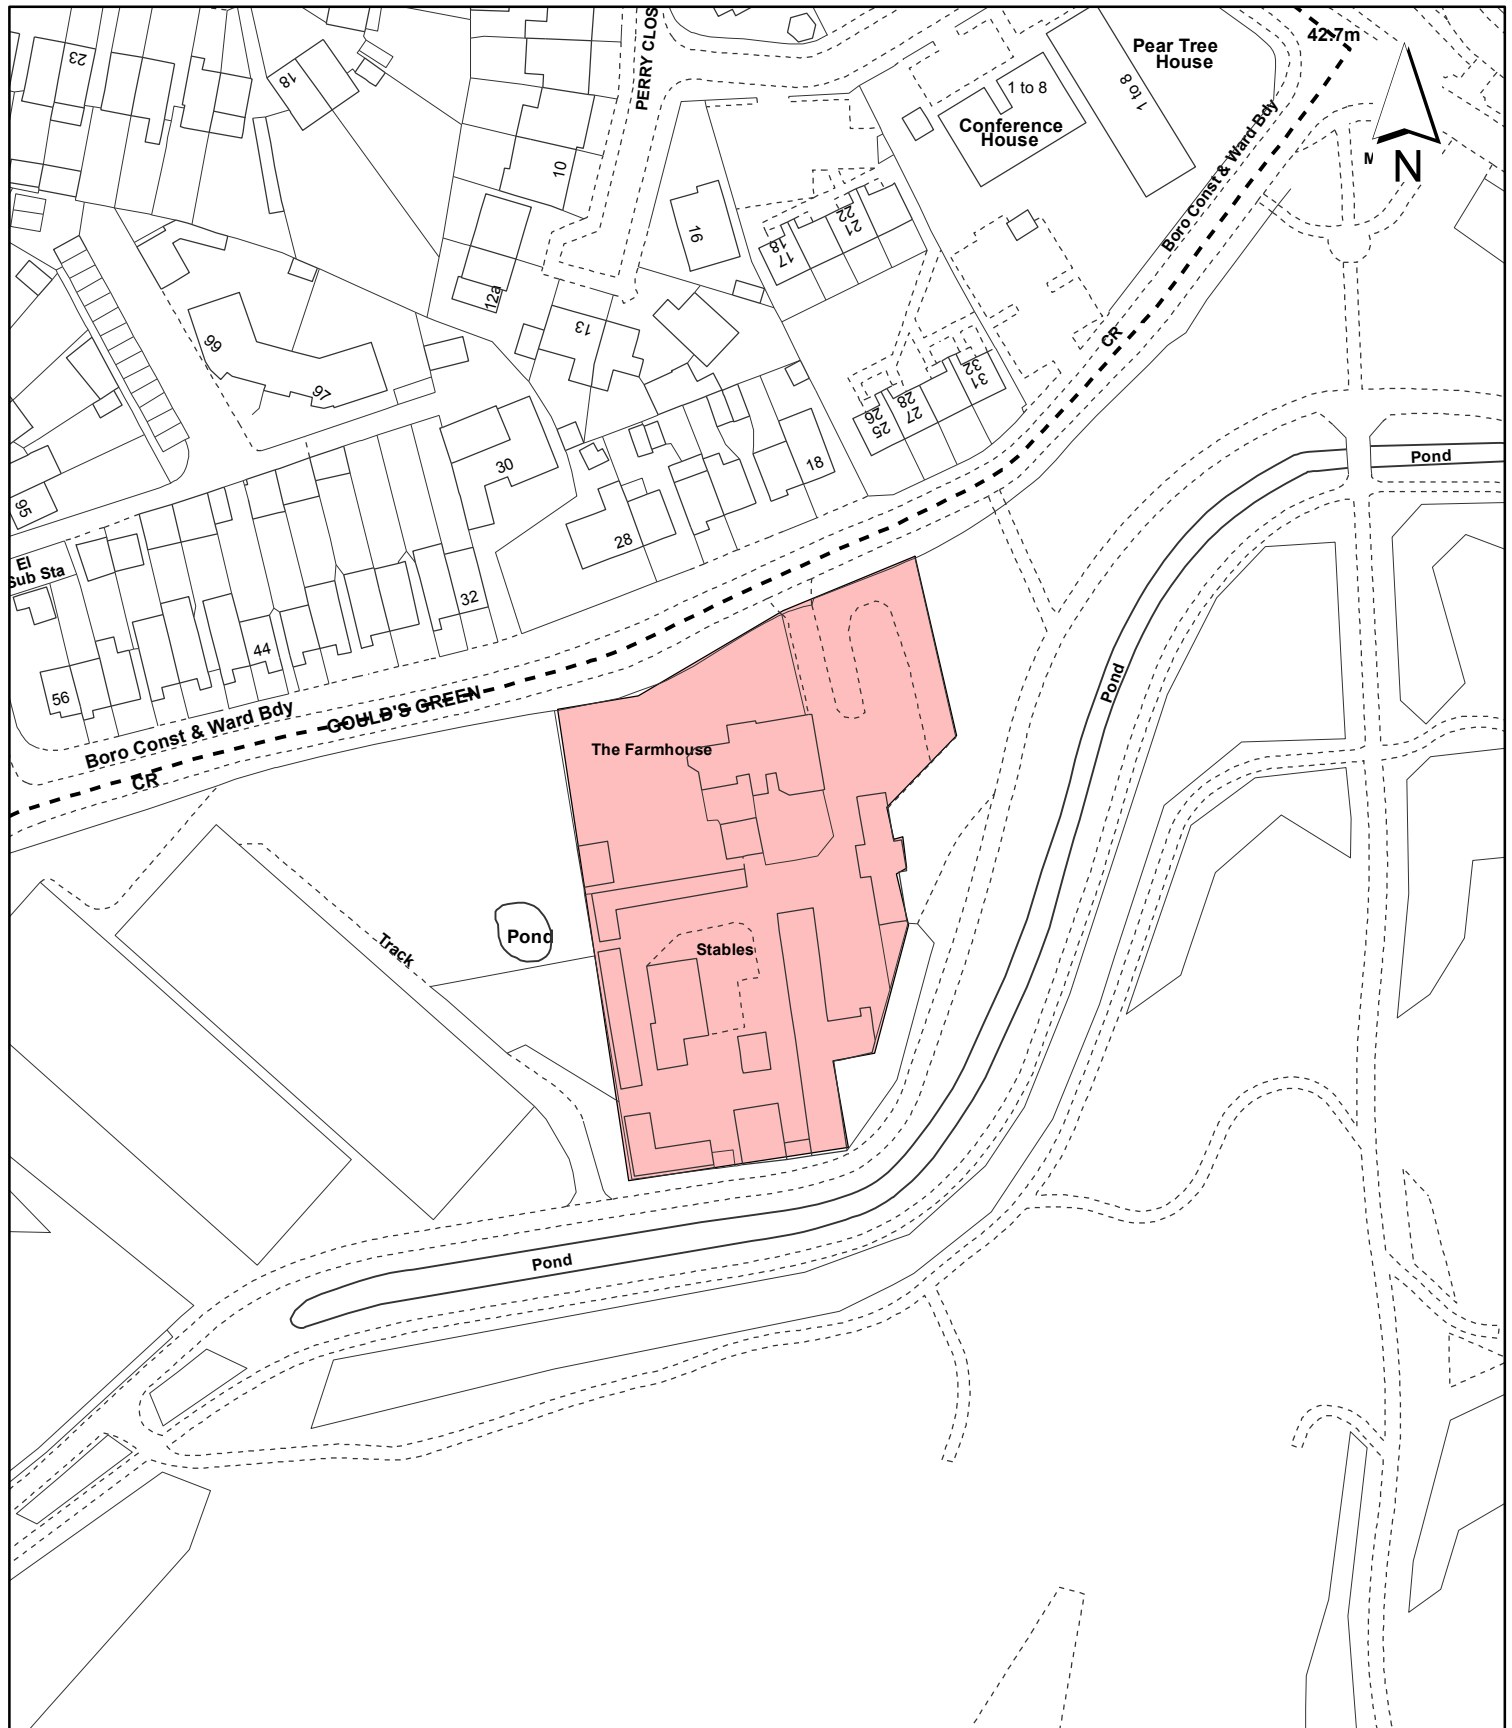 23
18
PERRY CLOS
10
12a
13
16
17
18
21
22
Conference
House
1 to 8
Pear Tree
House
1 to 8
42.7m
N
Boro Const & Ward Bdy
CR
99
97
95
25
26
27
28
31
32
30
28
18
El
Sub Sta
56
44
32
Boro Const & Ward Bdy
GOULD'S GREEN
CR
Pond
Pond
The Farmhouse
Stables
Pond
Track
Pond